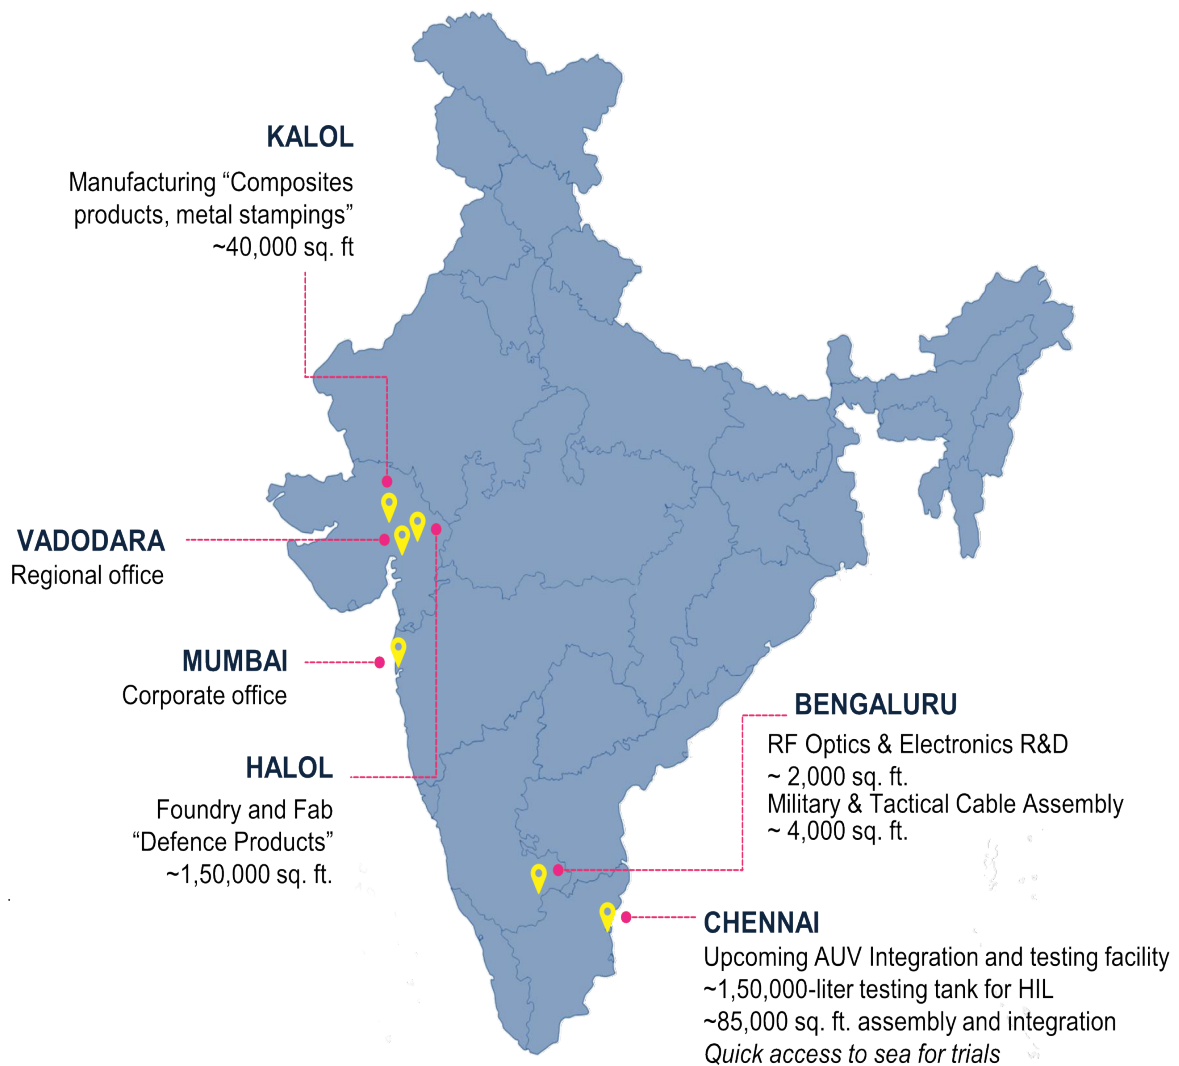 KALOL
Manufacturing “Composites
products, metal stampings”
~40,000 sq. ft
VADODARA
Regional office
MUMBAI
Corporate office
HALOL
Foundry and Fab
“Defence Products”
~1,50,000 sq. ft.
BENGALURU
RF Optics & Electronics R&D
~ 2,000 sq. ft.
Military & Tactical Cable Assembly
~ 4,000 sq. ft.
CHENNAI
Upcoming AUV Integration and testing facility
~1,50,000-liter testing tank for HIL
~85,000 sq. ft. assembly and integration
Quick access to sea for trials